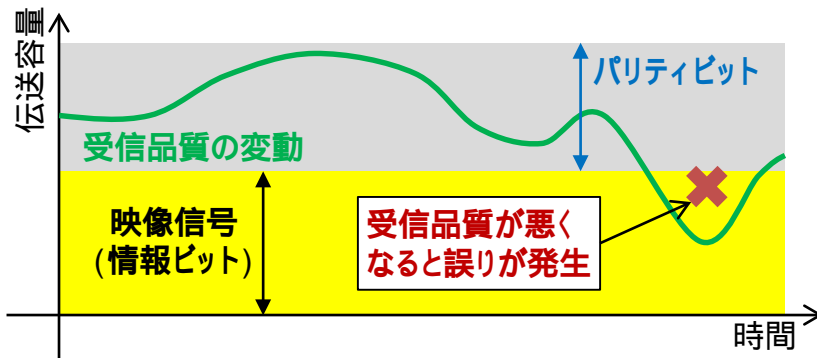 伝送容量
パリティビット
受信品質の変動
映像信号
(情報ビット)
受信品質が悪く
なると誤りが発生
時間